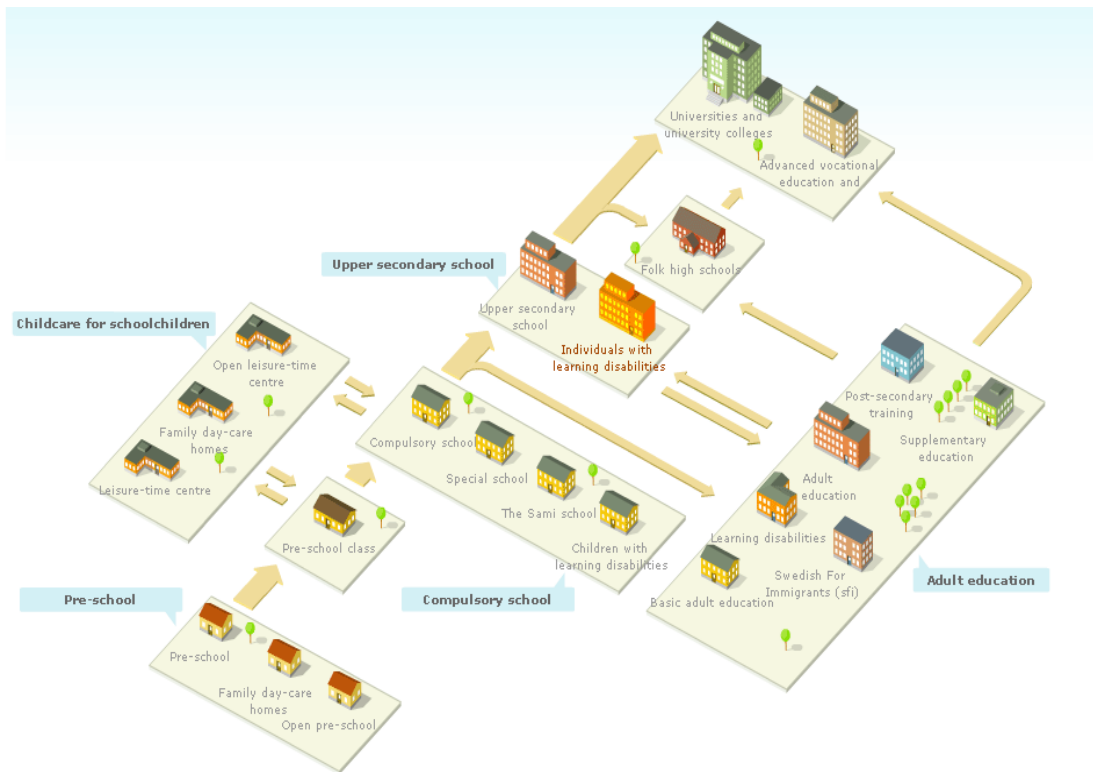 Universities and
university colleges
Advanced vocational
education and
Upper secondary school
Folk high schools
Upper secondary
school
Individuals with
learning disabilities
Childcare for schoolchildren
Open leisure-time
centre
Family day-care
homes
Leisure-time centre
Compulsory school
Special school
The Sami school
Children with
learning disabilities
Compulsory school
Pre-school class
Pre-school
Pre-school
Family day-care
homes
Open pre-school
Post-secondary
training
Supplementary
education
Adult
education
Learning disabilities
Swedish For
Immigrants (sfi)
Basic adult education
Adult education